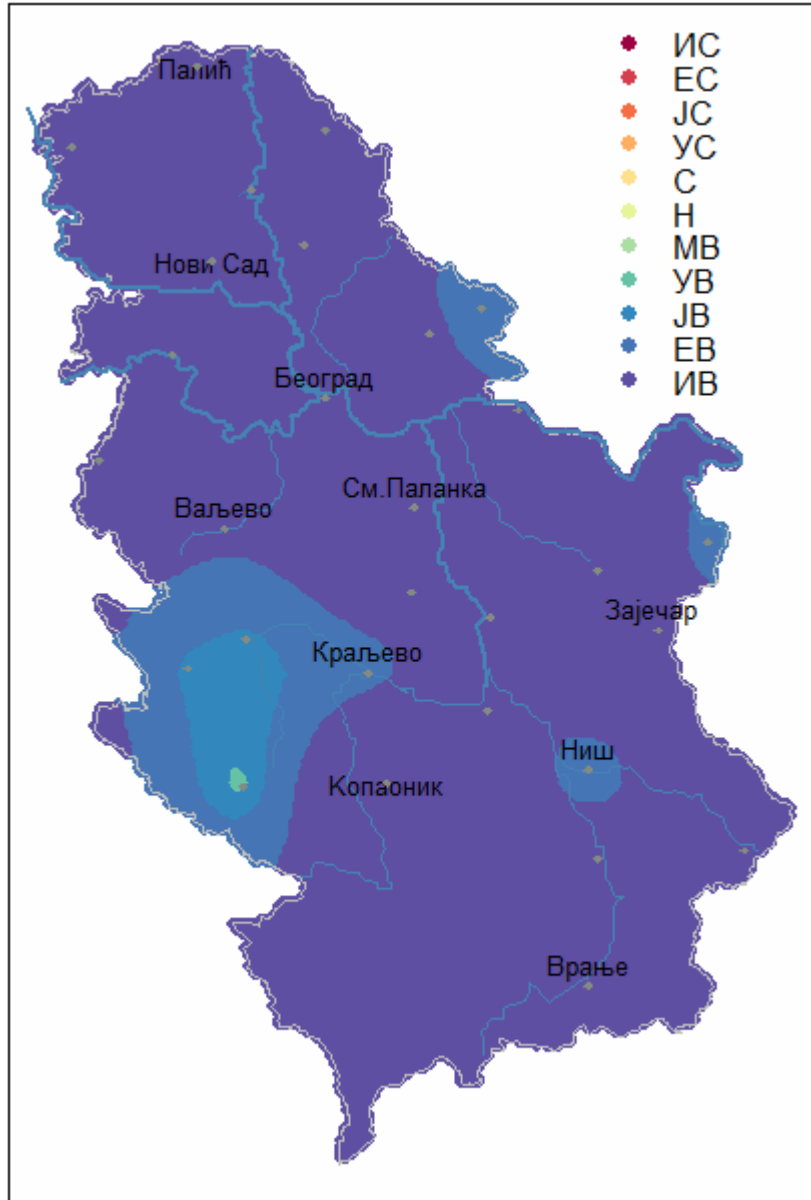 Палић
ИС
ЕС
ЈС
УС
С
Н
МВ
УВ
ЈВ
ЕВ
ИВ
Нови Сад
Београд
См.Паланка
Ваљево
Зајечар
Краљево
Ниш
Копаоник
Врање